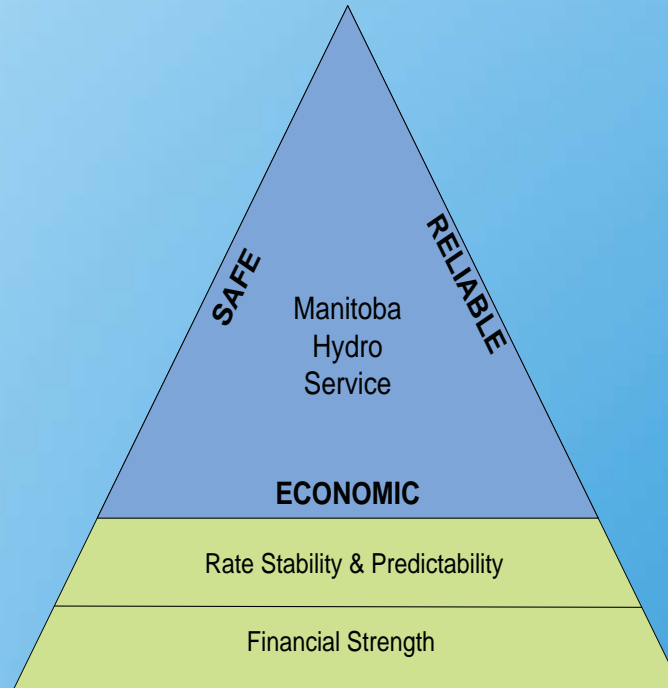 SAFE
RELIABLE
Manitoba
Hydro
Service
ECONOMIC
Rate Stability & Predictability
Financial Strength